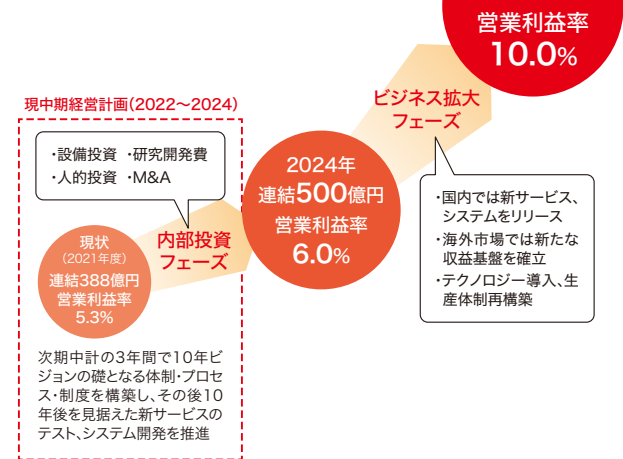 営業利益率
10.0%
ビジネス拡大
フェーズ
現中期経営計画(2022〜2024)
・設備投資 ・研究開発費
・人的投資 ・M&A
2024年
連結500億円
営業利益率
6.0%
・国内では新サービス、
システムをリリース
・海外市場では新たな
収益基盤を確立
・テクノロジー導入、生
産体制再構築
内部投資
フェーズ
現状
(2021年度)
連結388億円
営業利益率
5.3%
次期中計の3年間で10年ビ
ジョンの礎となる体制・プロセ
ス・制度を構築し、その後10
年後を見据えた新サービスの
テスト、システム開発を推進